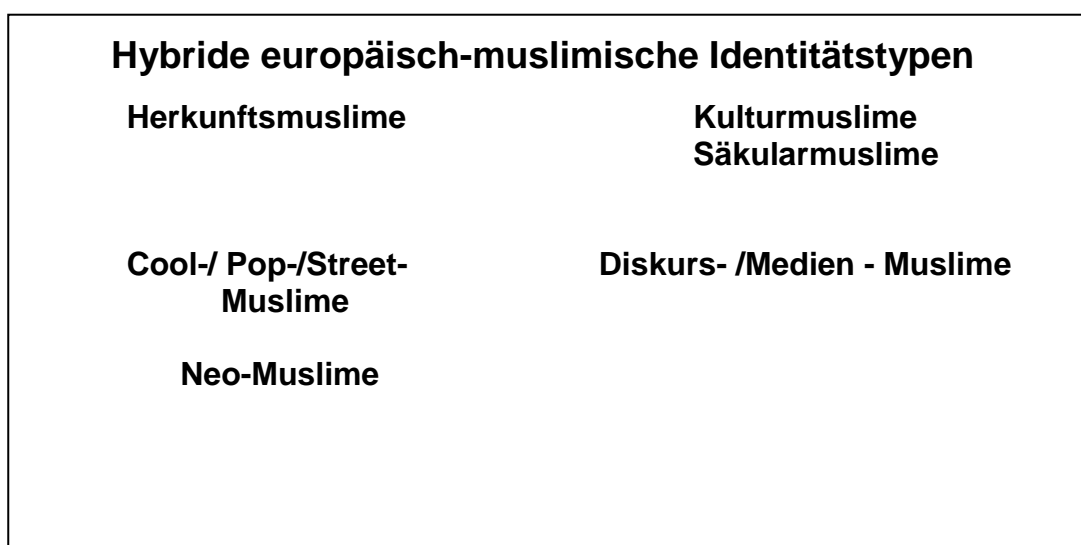 Hybride europäisch-muslimische Identitätstypen
Herkunftsmuslime
Kulturmuslime
Säkularmuslime
Cool-/ Pop-/Street-
Muslime
Diskurs- /Medien - Muslime
Neo-Muslime